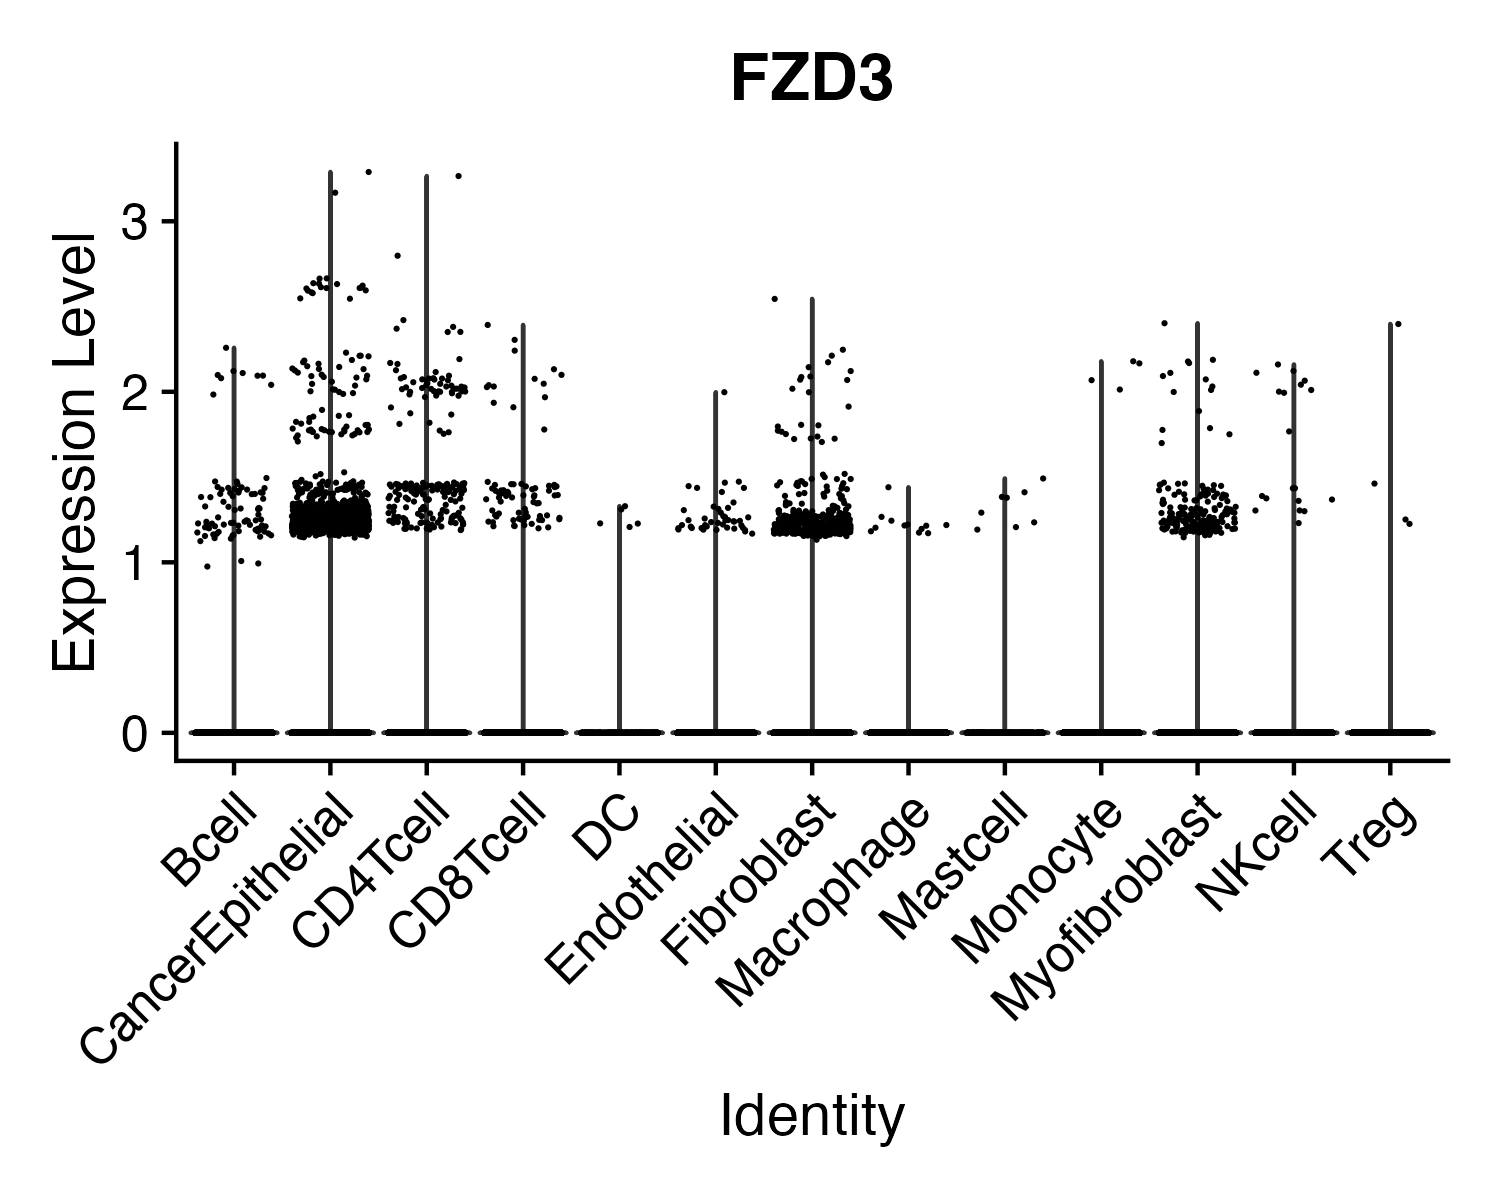 FZD3
Expression Level
3
2
1
0
Bcell
CancerEpithelial
CD4Tcell
CD8Tcell
DC
Endothelial
Fibroblast
Macrophage
Mastcell
Monocyte
Myofibroblast
NKcell
Treg
Identity